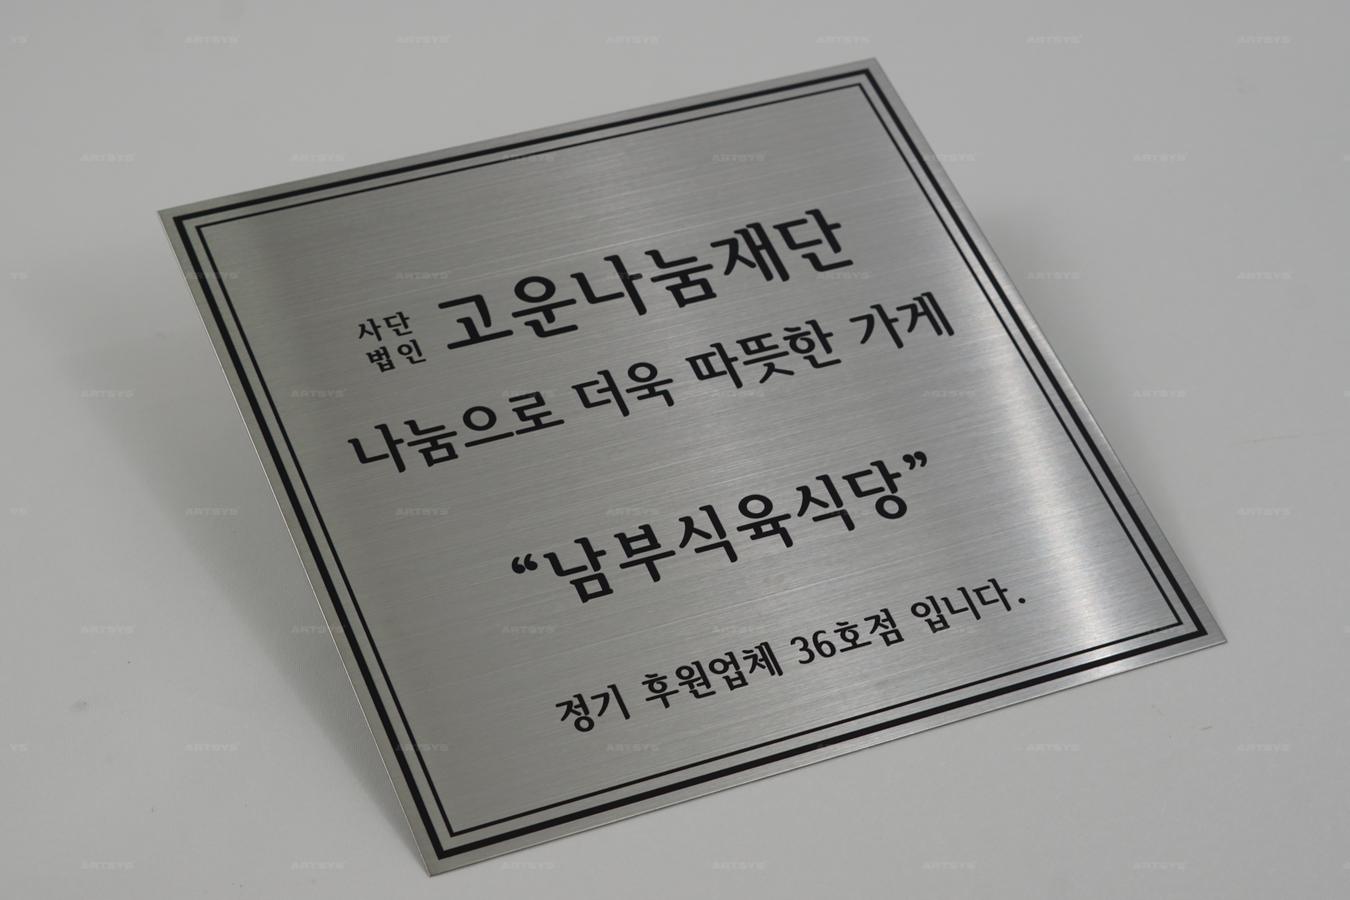 사단법인 고운나눔재단
나눔으로 더욱 따뜻한 가게
“남부식육식당”
정기 후원업체 36호점 입니다.
ARTSYS